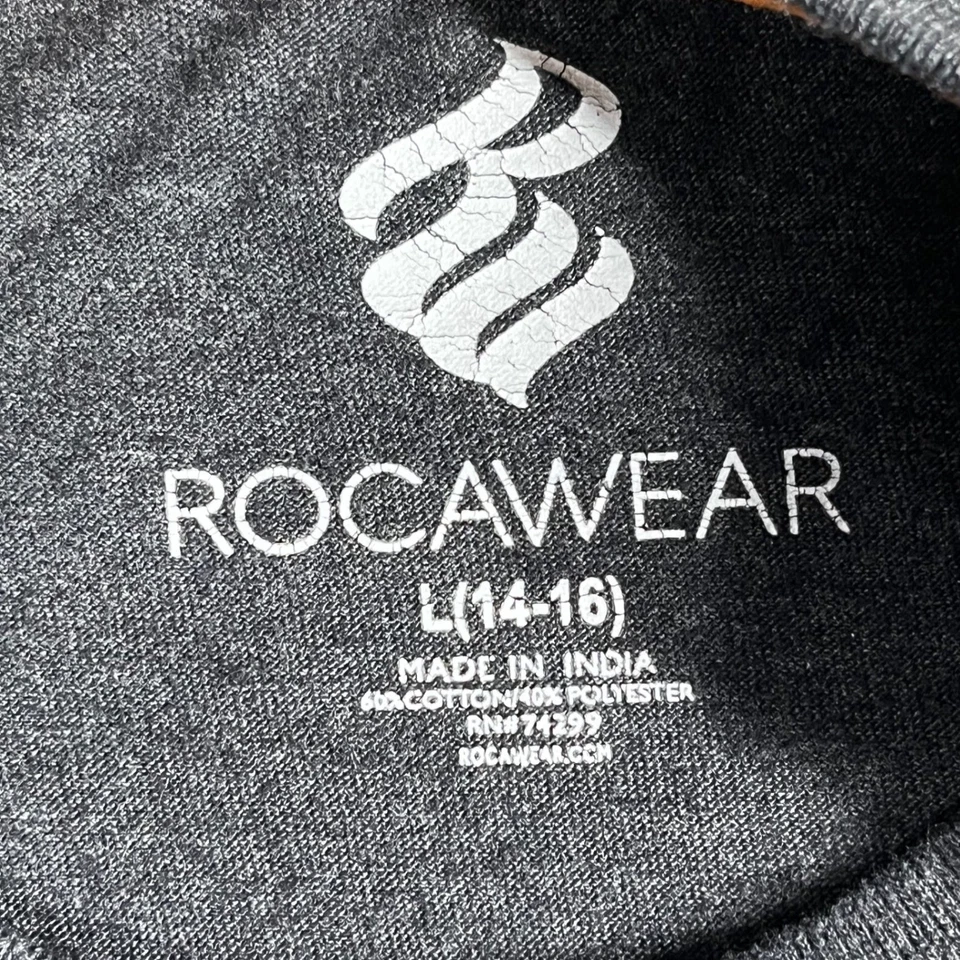 ROCAWEAR
L(14-16)
MADE IN INDIA
60% COTTON/40% POLYESTER
RN# 74299
ROCAWEAR.COM